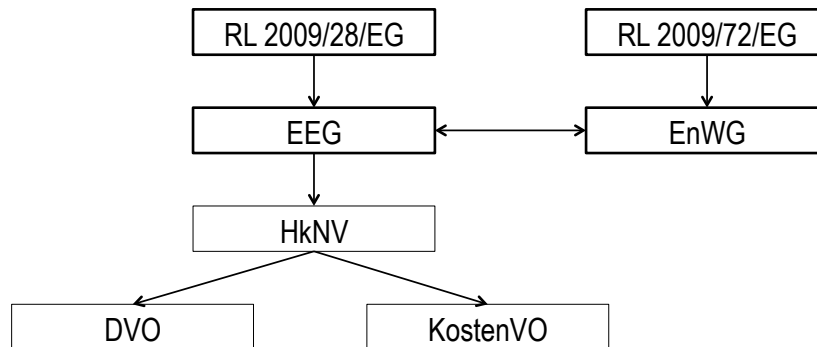 RL 2009/28/EG
RL 2009/72/EG
EEG
EnWG
HkNV
DVO
KostenVO